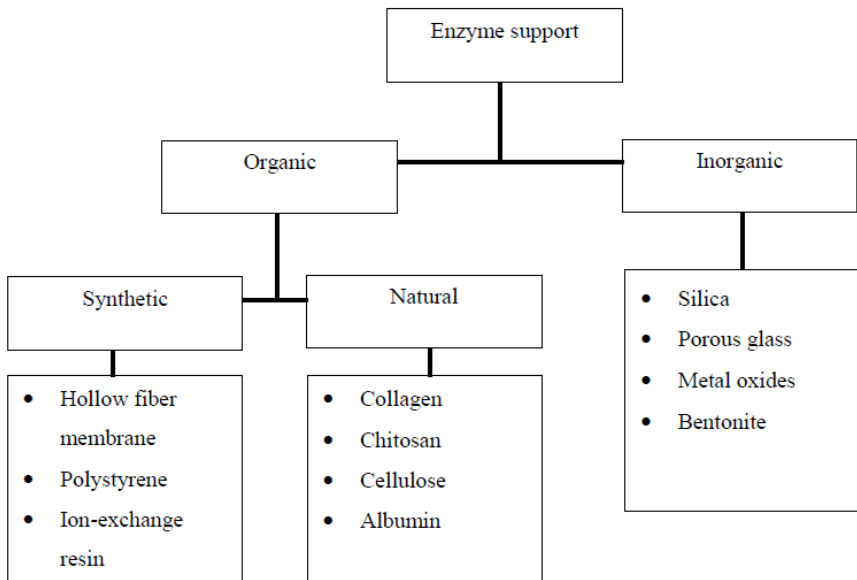 Enzyme support
Organic
Inorganic
Synthetic
Natural
• Silica
• Porous glass
• Metal oxides
• Bentonite
• Hollow fiber
membrane
• Polystyrene
• Ion-exchange
resin
• Collagen
• Chitosan
• Cellulose
• Albumin